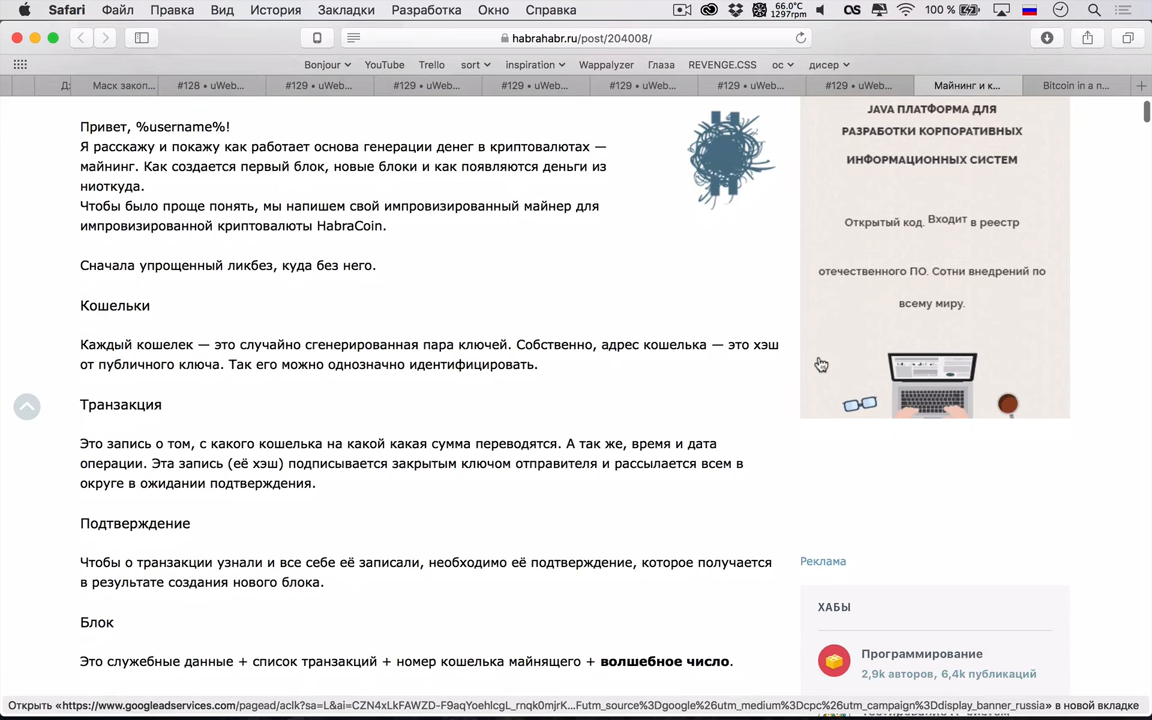 Safari Файл Правка Вид История Закладки Разработка Окно Справка
66.0°C 1297rpm 100 %
habrahabr.ru/post/204008/
Bonjour YouTube Trello sort inspiration Wappalyzer Глаза REVENGE.CSS ос дисер
Маск закоп... #128 • uWeb... #129 • uWeb... #129 • uWeb... #129 • uWeb... #129 • uWeb... #129 • uWeb... #129 • uWeb... Майнинг и к... Bitcoin in a n...
Привет, %username%!
Я расскажу и покажу как работает основа генерации денег в криптовалютах —
майнинг. Как создается первый блок, новые блоки и как появляются деньги из
ниоткуда.
Чтобы было проще понять, мы напишем свой импровизированный майнер для
импровизированной криптовалюты HabraCoin.
Сначала упрощенный ликбез, куда без него.
Кошельки
Каждый кошелек — это случайно сгенерированная пара ключей. Собственно, адрес кошелька — это хэш
от публичного ключа. Так его можно однозначно идентифицировать.
Транзакция
Это запись о том, с какого кошелька на какой какая сумма переводятся. А так же, время и дата
операции. Эта запись (её хэш) подписывается закрытым ключом отправителя и рассылается всем в
округе в ожидании подтверждения.
Подтверждение
Чтобы о транзакции узнали и все себе её записали, необходимо её подтверждение, которое получается
в результате создания нового блока.
Блок
Это служебные данные + список транзакций + номер кошелька майнящего + волшебное число.
JAVA ПЛАТФОРМА ДЛЯ
РАЗРАБОТКИ КОРПОРАТИВНЫХ
ИНФОРМАЦИОННЫХ СИСТЕМ
Открытый код. Входит в реестр
отечественного ПО. Сотни внедрений по
всему миру.
Реклама
ХАБЫ
Программирование
2,9k авторов, 6,4k публикаций
Открыть «https://www.googleadservices.com/pagead/aclk?sa=L&ai=CZN4xLkFAWZD-F9aqYoehlcgL_rnqk0mjrK...Futm_source%3Dgoogle%26utm_medium%3Dcpc%26utm_campaign%3Ddisplay_banner_russia» в новой вкладке